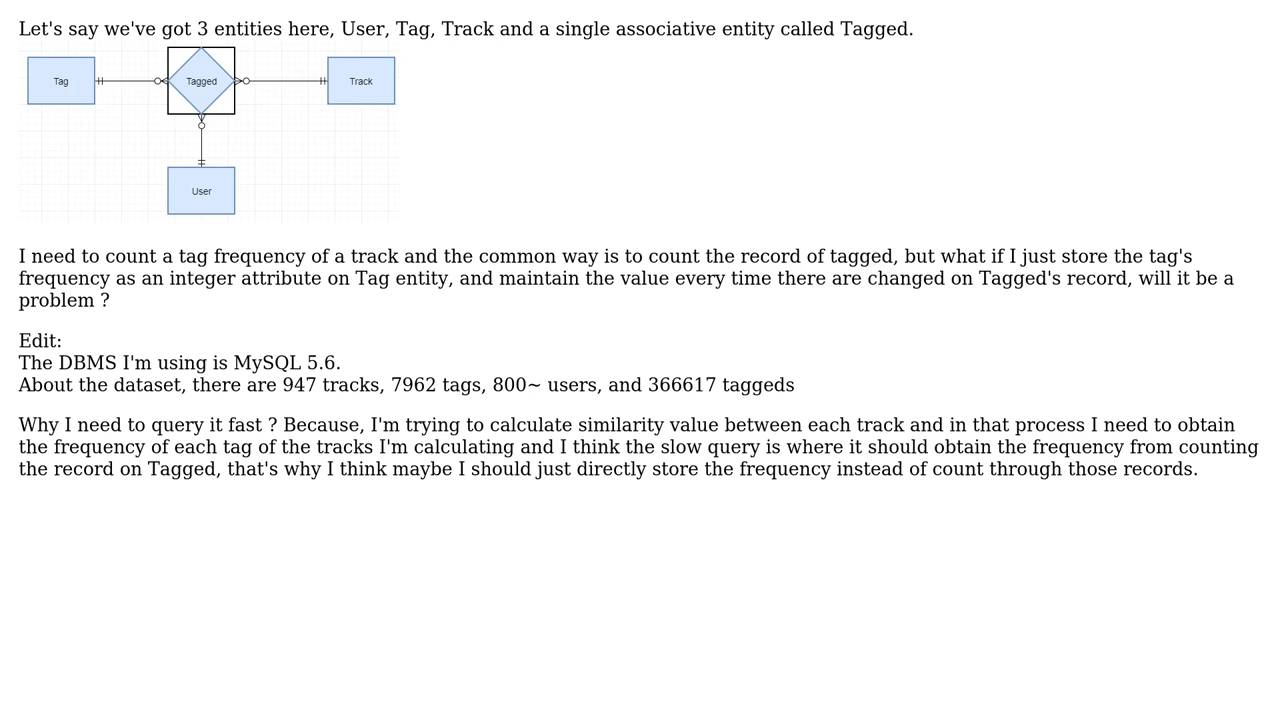 Let's say we've got 3 entities here, User, Tag, Track and a single associative entity called Tagged.
Tag
Tagged
Track
User
I need to count a tag frequency of a track and the common way is to count the record of tagged, but what if I just store the tag's
frequency as an integer attribute on Tag entity, and maintain the value every time there are changed on Tagged's record, will it be a
problem ?
Edit:
The DBMS I'm using is MySQL 5.6.
About the dataset, there are 947 tracks, 7962 tags, 800~ users, and 366617 taggeds
Why I need to query it fast ? Because, I'm trying to calculate similarity value between each track and in that process I need to obtain
the frequency of each tag of the tracks I'm calculating and I think the slow query is where it should obtain the frequency from counting
the record on Tagged, that's why I think maybe I should just directly store the frequency instead of count through those records.